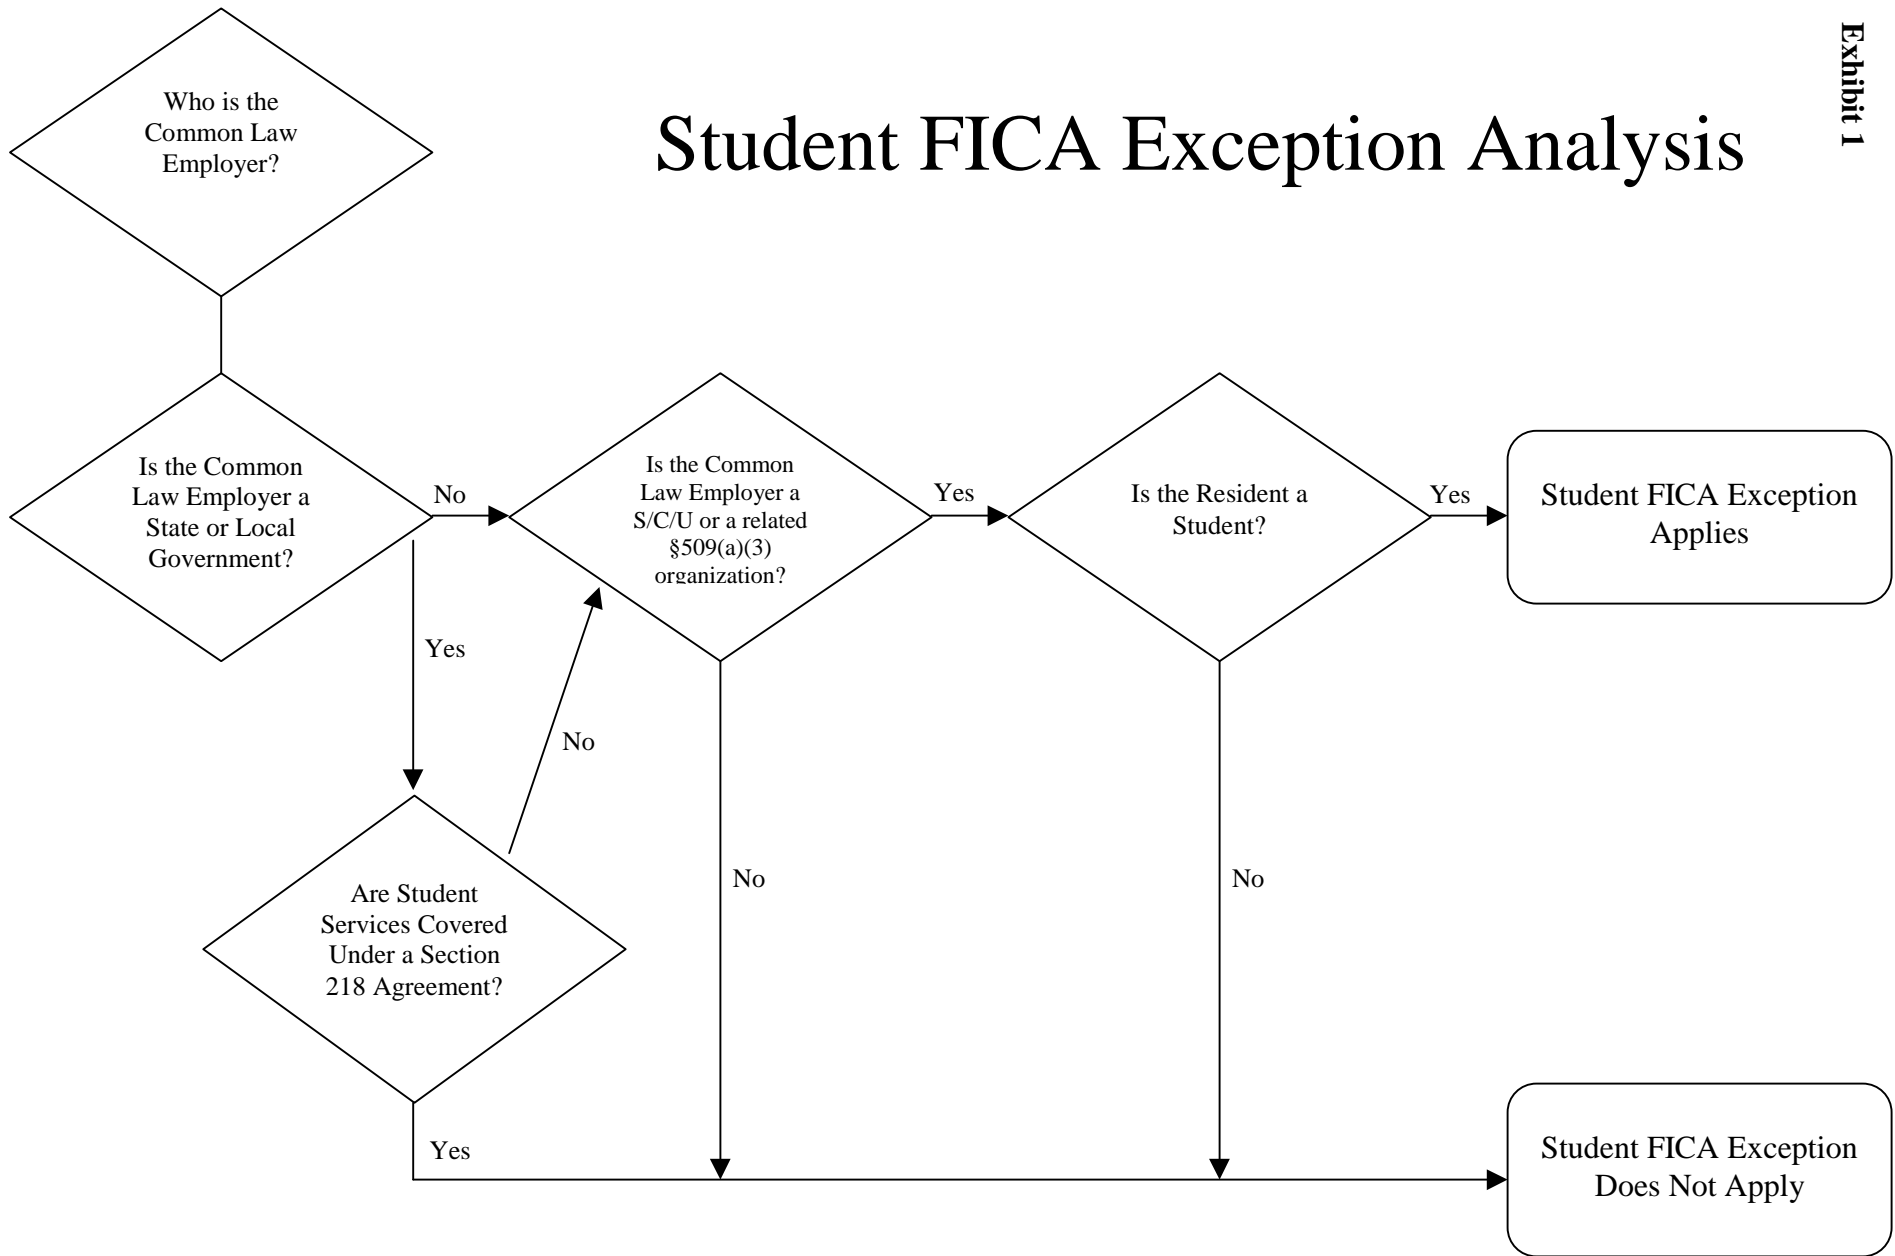 Exhibit 1
Student FICA Exception Analysis
Who is the
Common Law
Employer?
Is the Common
Law Employer a
State or Local
Government?
No
Is the Common
Law Employer a
S/C/U or a related
§509(a)(3)
organization?
Yes
Is the Resident a
Student?
Yes
Student FICA Exception
Applies
Yes
No
Are Student
Services Covered
Under a Section
218 Agreement?
No
No
Yes
Student FICA Exception
Does Not Apply